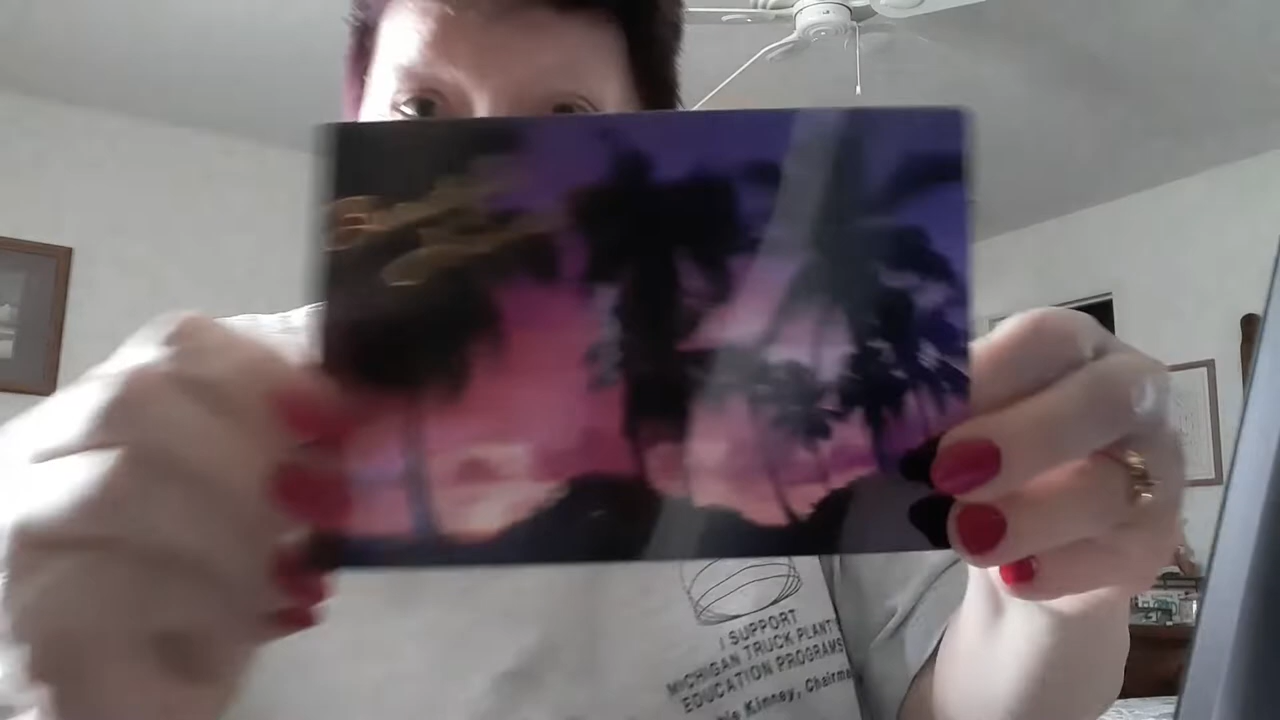 I SUPPORT
MICHIGAN TRUCK PLANT
EDUCATION PROGRAMS
Kinney, Chairma